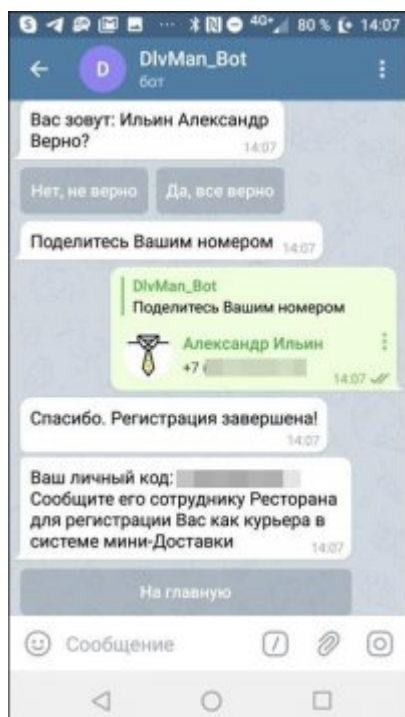 4G+ 80 % 14:07
D
DlvMan_Bot
бот
Вас зовут: Ильин Александр
Верно?
14:07
Нет, не верно
Да, все верно
Поделитесь Вашим номером 14:07
DlvMan_Bot
Поделитесь Вашим номером
Александр Ильин
+7
14:07
Спасибо. Регистрация завершена!
14:07
Ваш личный код:
Сообщите его сотруднику Ресторана
для регистрации Вас как курьера в
системе мини-Доставки
14:07
На главную
Сообщение